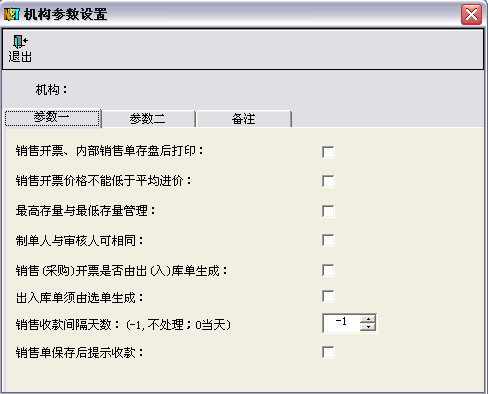 机构参数设置
退出
机构：
参数一 参数二 备注
销售开票、内部销售单存盘后打印：
销售开票价格不能低于平均进价：
最高存量与最低存量管理：
制单人与审核人可相同：
销售(采购)开票是否由出(入)库单生成：
出入库单须由选单生成：
销售收款间隔天数：(-1,不处理；0当天) -1
销售单保存后提示收款：